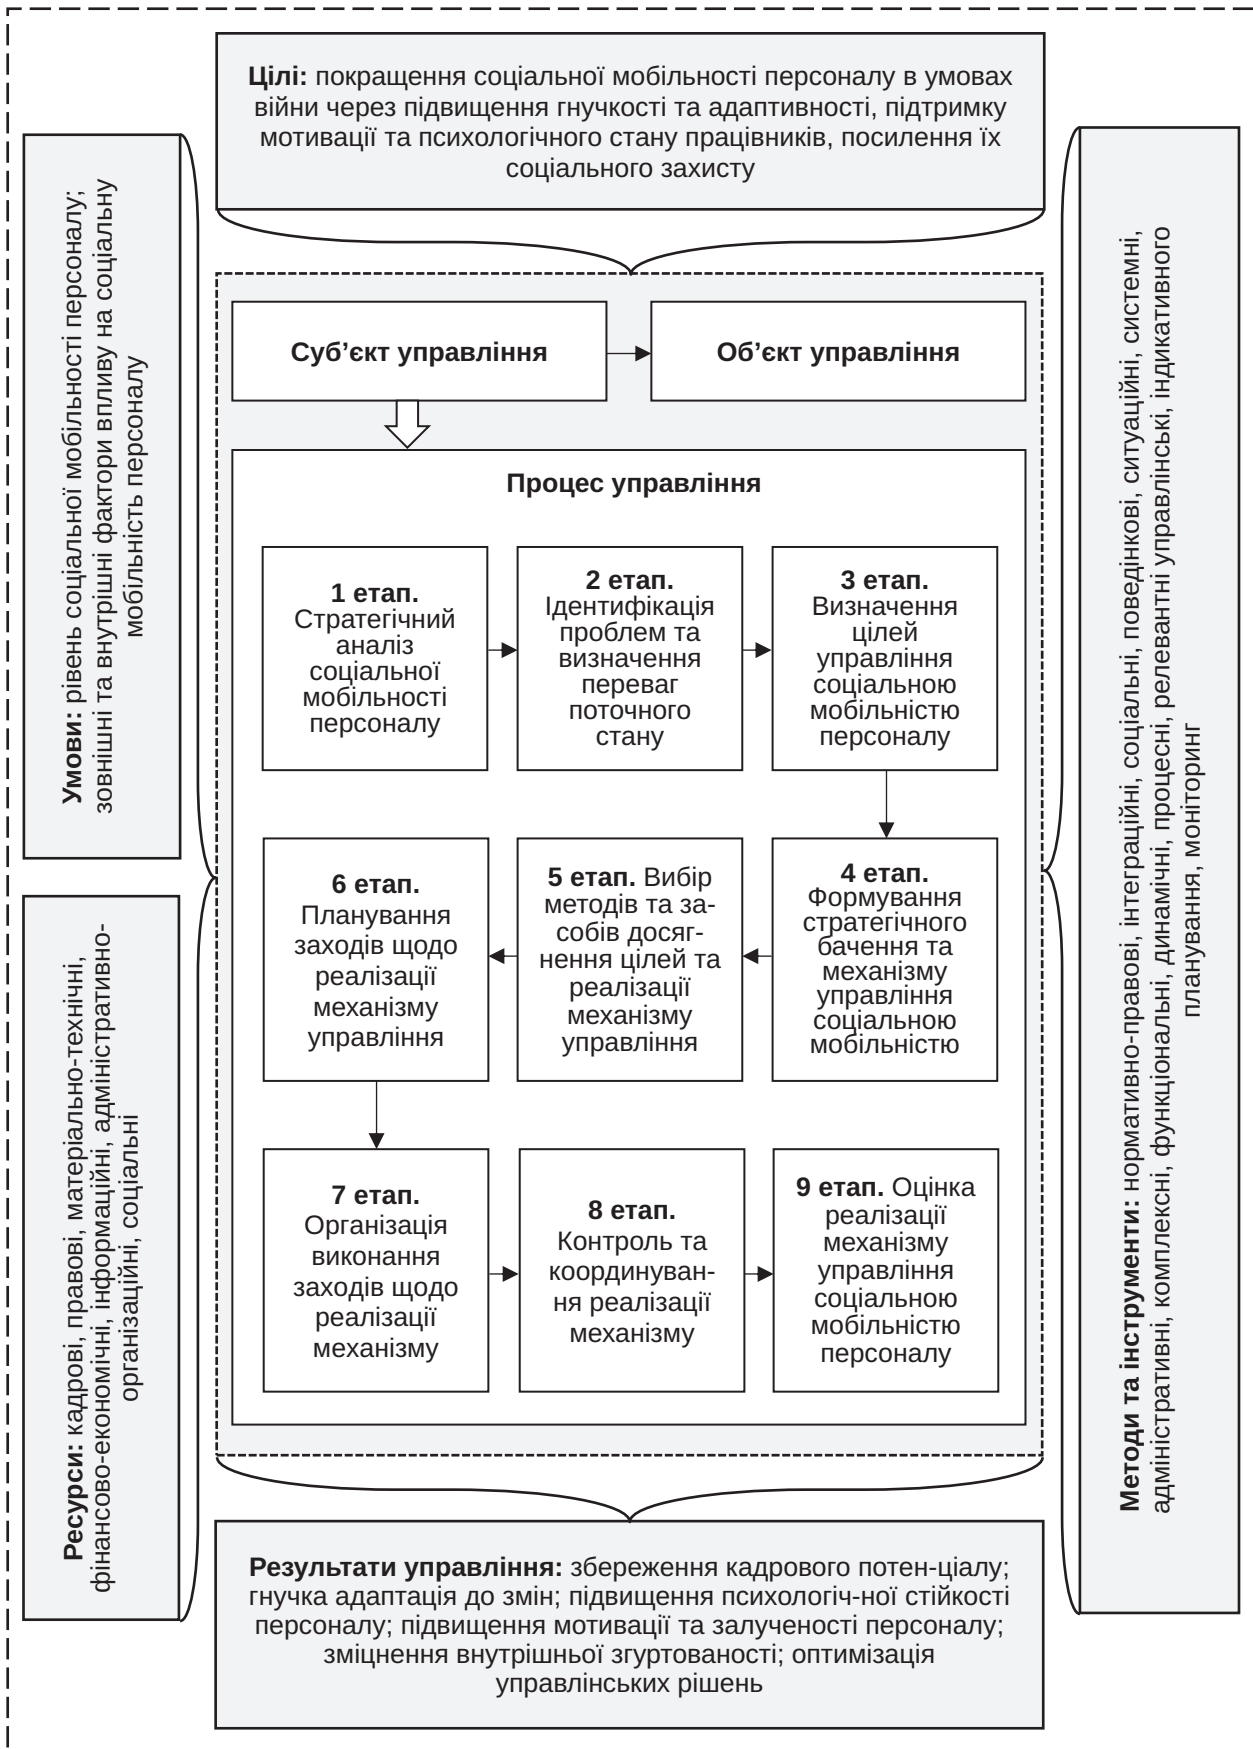 Цілі: покращення соціальної мобільності персоналу в умовах
війни через підвищення гнучкості та адаптивності, підтримку
мотивації та психологічного стану працівників, посилення їх
соціального захисту
Умови: рівень соціальної мобільності персоналу;
зовнішні та внутрішні фактори впливу на соціальну
мобільність персоналу
Ресурси: кадрові, правові, матеріально-технічні,
фінансово-економічні, інформаційні, адміністративно-
організаційні, соціальні
Суб’єкт управління
Об’єкт управління
Процес управління
1 етап.
Стратегічний
аналіз
соціальної
мобільності
персоналу
2 етап.
Ідентифікація
проблем та
визначення
переваг
поточного
стану
3 етап.
Визначення
цілей
управління
соціальною
мобільністю
персоналу
4 етап.
Формування
стратегічного
бачення та
механізму
управління
соціальною
мобільністю
5 етап. Вибір
методів та за-
собів досяг-
нення цілей та
реалізації
механізму
управління
6 етап.
Планування
заходів щодо
реалізації
механізму
управління
7 етап.
Організація
виконання
заходів щодо
реалізації
механізму
8 етап.
Контроль та
координуван-
ня реалізації
механізму
9 етап. Оцінка
реалізації
механізму
управління
соціальною
мобільністю
персоналу
Методи та інструменти: нормативно-правові, інтеграційні, соціальні, поведінкові, ситуаційні, системні,
адміністративні, комплексні, функціональні, динамічні, процесні, релевантні управлінські, індикативного
планування, моніторинг
Результати управління: збереження кадрового потен-ціалу;
гнучка адаптація до змін; підвищення психологіч-ної стійкості
персоналу; підвищення мотивації та залученості персоналу;
зміцнення внутрішньої згуртованості; оптимізація
управлінських рішень